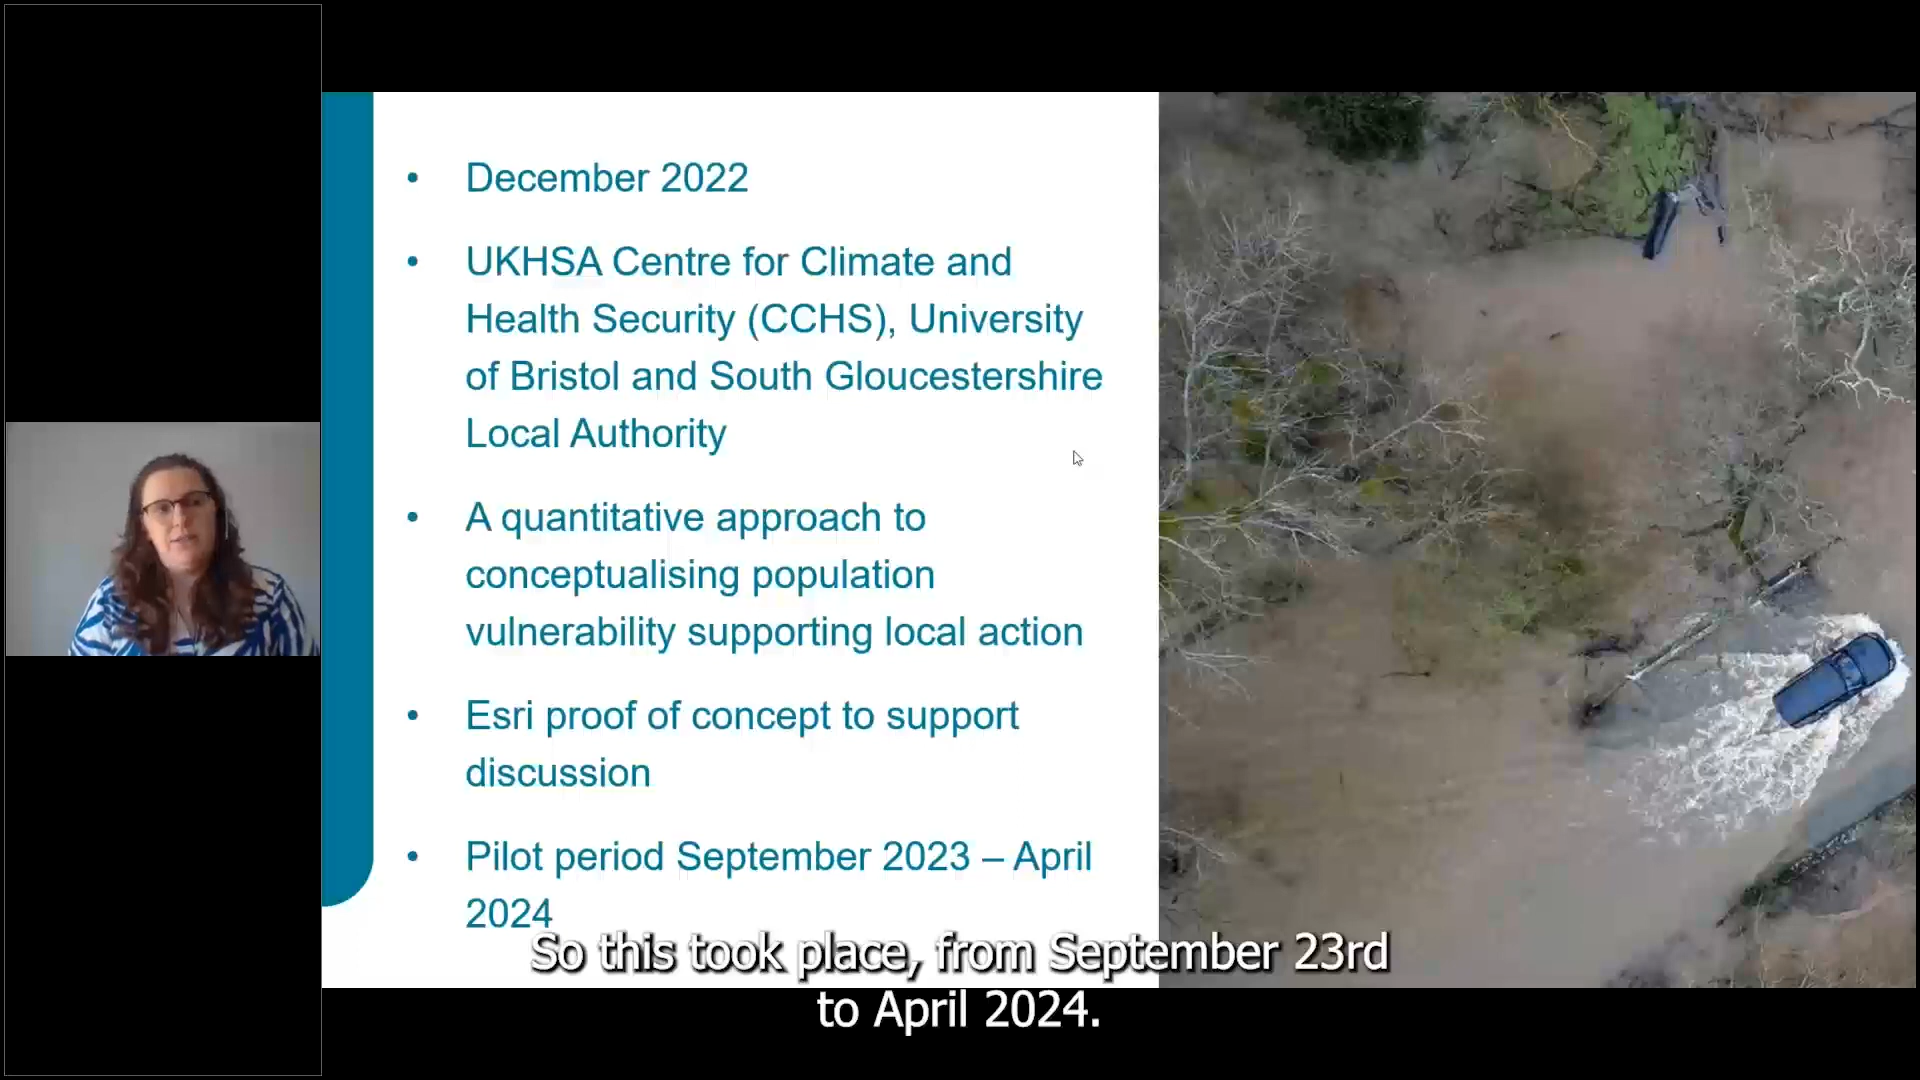 • December 2022
• UKHSA Centre for Climate and
Health Security (CCHS), University
of Bristol and South Gloucestershire
Local Authority
• A quantitative approach to
conceptualising population
vulnerability supporting local action
• Esri proof of concept to support
discussion
• Pilot period September 2023 – April
2024
So this took place, from September 23rd
to April 2024.